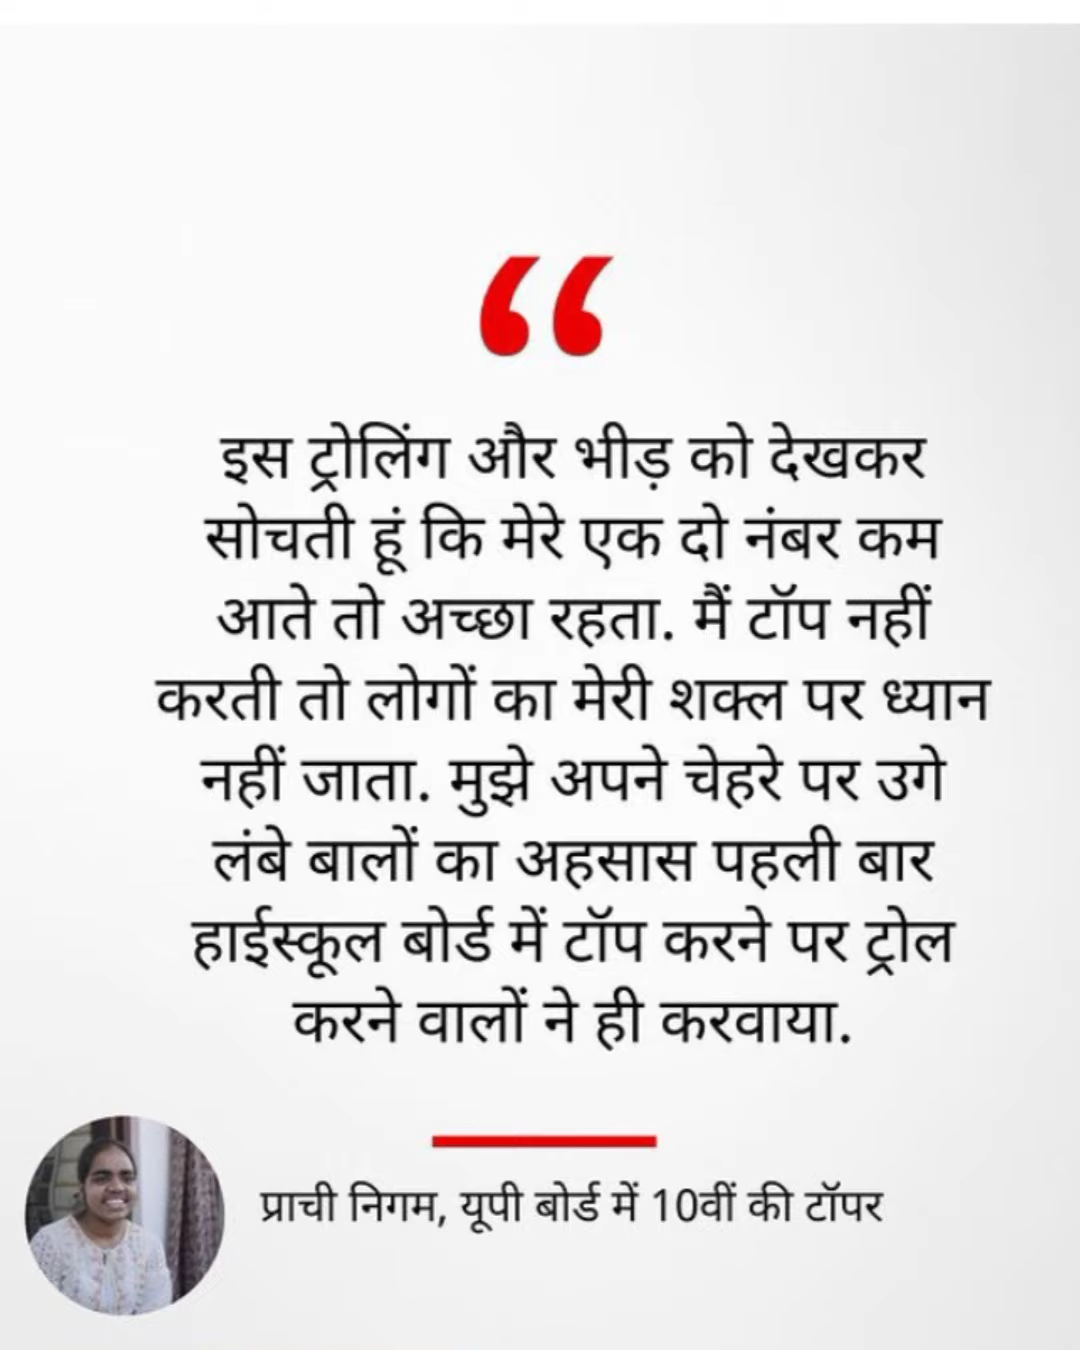 “
इस ट्रोलिंग और भीड़ को देखकर
सोचती हूं कि मेरे एक दो नंबर कम
आते तो अच्छा रहता. मैं टॉप नहीं
करती तो लोगों का मेरी शक्ल पर ध्यान
नहीं जाता. मुझे अपने चेहरे पर उगे
लंबे बालों का अहसास पहली बार
हाईस्कूल बोर्ड में टॉप करने पर ट्रोल
करने वालों ने ही करवाया.
प्राची निगम, यूपी बोर्ड में 10वीं की टॉपर